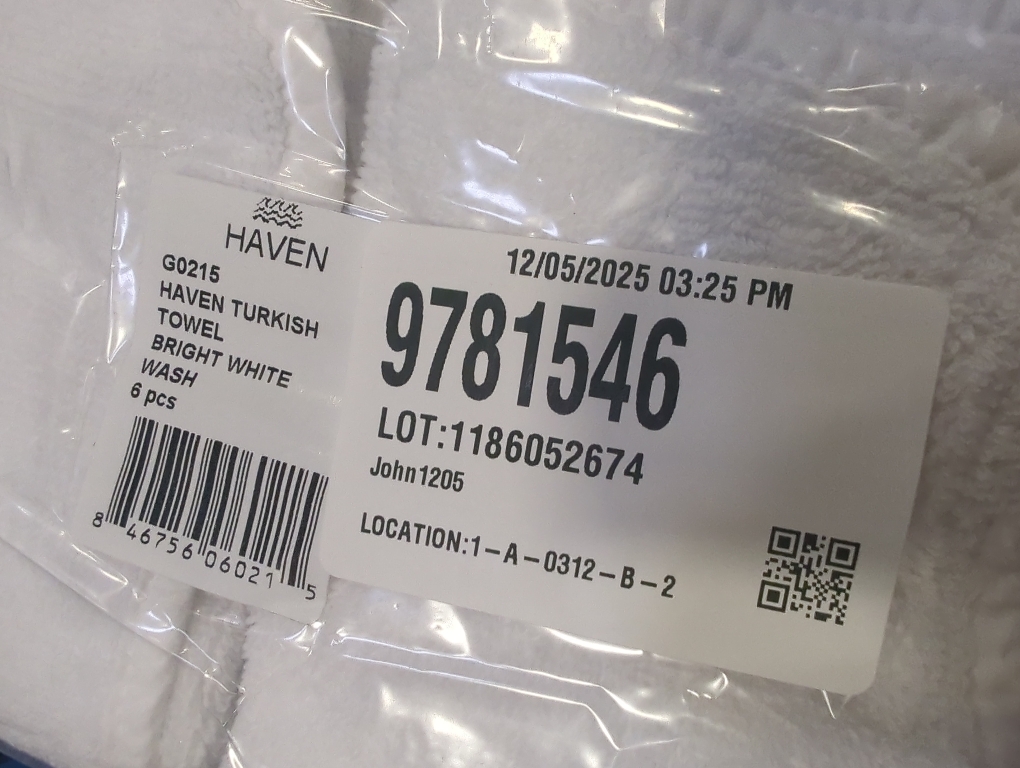 HAVEN
G0215
HAVEN TURKISH
TOWEL
BRIGHT WHITE
WASH
6 pcs
8 46756 06021 5
12/05/2025 03:25 PM
9781546
LOT:1186052674
John1205
LOCATION:1-A-0312-B-2